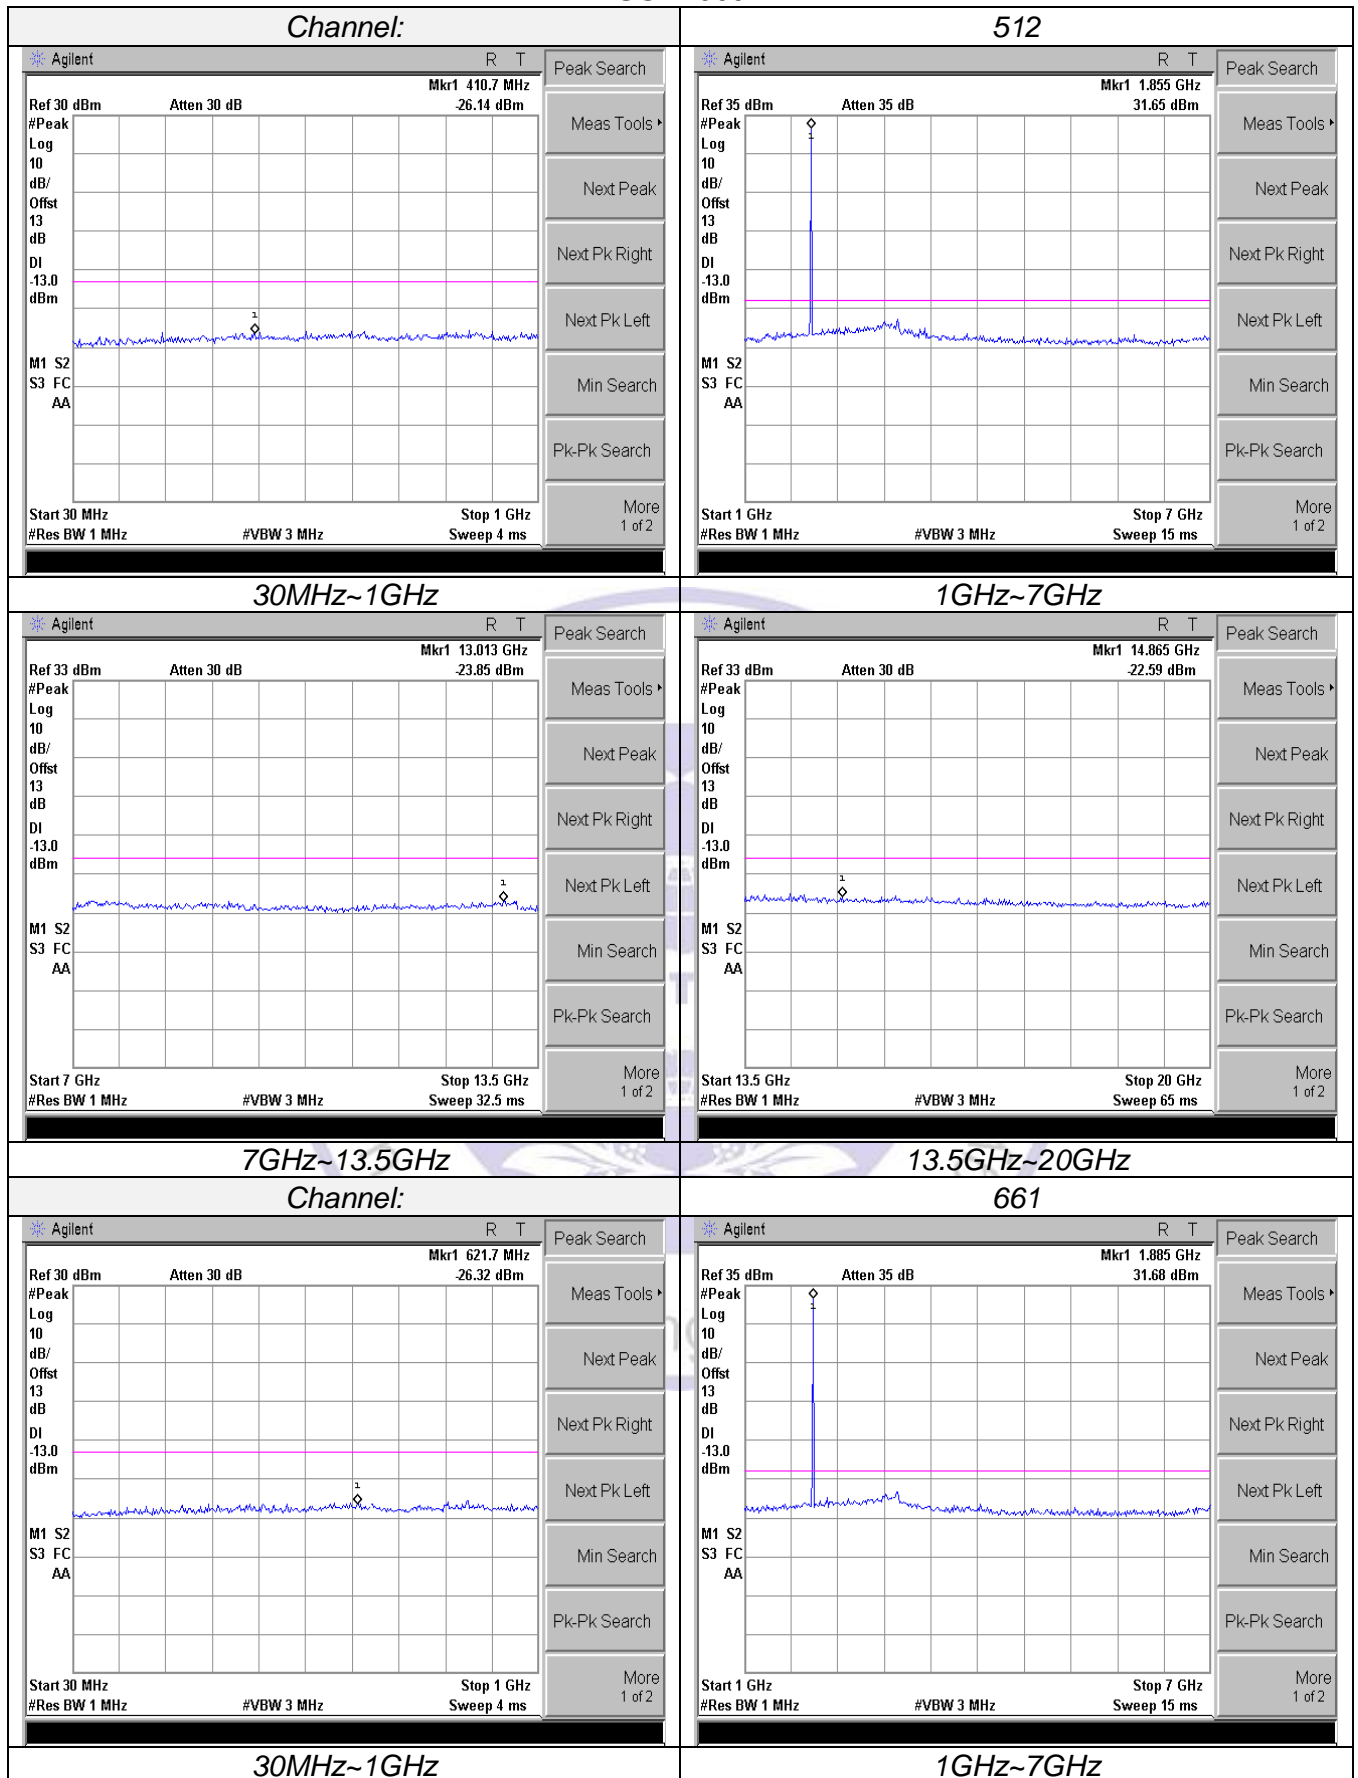 Channel:
512
Agilent R T
Peak Search
Mkr1 410.7 MHz
Ref 30 dBm Atten 30 dB -26.14 dBm
#Peak
Log
10
dB/
Offst
13
dB
DI
-13.0
dBm
1
M1 S2
S3 FC
AA
Start 30 MHz Stop 1 GHz
#Res BW 1 MHz #VBW 3 MHz Sweep 4 ms
Meas Tools
Next Peak
Next Pk Right
Next Pk Left
Min Search
Pk-Pk Search
More
1 of 2
Agilent R T
Peak Search
Mkr1 1.855 GHz
Ref 35 dBm Atten 35 dB 31.65 dBm
#Peak
Log
10
dB/
Offst
13
dB
DI
-13.0
dBm
1
M1 S2
S3 FC
AA
Start 1 GHz Stop 7 GHz
#Res BW 1 MHz #VBW 3 MHz Sweep 15 ms
Meas Tools
Next Peak
Next Pk Right
Next Pk Left
Min Search
Pk-Pk Search
More
1 of 2
30MHz~1GHz
1GHz~7GHz
Agilent R T
Peak Search
Mkr1 13.013 GHz
Ref 33 dBm Atten 30 dB -23.85 dBm
#Peak
Log
10
dB/
Offst
13
dB
DI
-13.0
dBm
1
M1 S2
S3 FC
AA
Start 7 GHz Stop 13.5 GHz
#Res BW 1 MHz #VBW 3 MHz Sweep 32.5 ms
Meas Tools
Next Peak
Next Pk Right
Next Pk Left
Min Search
Pk-Pk Search
More
1 of 2
Agilent R T
Peak Search
Mkr1 14.865 GHz
Ref 33 dBm Atten 30 dB -22.59 dBm
#Peak
Log
10
dB/
Offst
13
dB
DI
-13.0
dBm
1
M1 S2
S3 FC
AA
Start 13.5 GHz Stop 20 GHz
#Res BW 1 MHz #VBW 3 MHz Sweep 65 ms
Meas Tools
Next Peak
Next Pk Right
Next Pk Left
Min Search
Pk-Pk Search
More
1 of 2
7GHz~13.5GHz
13.5GHz~20GHz
Channel:
661
Agilent R T
Peak Search
Mkr1 621.7 MHz
Ref 30 dBm Atten 30 dB -26.32 dBm
#Peak
Log
10
dB/
Offst
13
dB
DI
-13.0
dBm
1
M1 S2
S3 FC
AA
Start 30 MHz Stop 1 GHz
#Res BW 1 MHz #VBW 3 MHz Sweep 4 ms
Meas Tools
Next Peak
Next Pk Right
Next Pk Left
Min Search
Pk-Pk Search
More
1 of 2
Agilent R T
Peak Search
Mkr1 1.885 GHz
Ref 35 dBm Atten 35 dB 31.68 dBm
#Peak
Log
10
dB/
Offst
13
dB
DI
-13.0
dBm
1
M1 S2
S3 FC
AA
Start 1 GHz Stop 7 GHz
#Res BW 1 MHz #VBW 3 MHz Sweep 15 ms
Meas Tools
Next Peak
Next Pk Right
Next Pk Left
Min Search
Pk-Pk Search
More
1 of 2
30MHz~1GHz
1GHz~7GHz